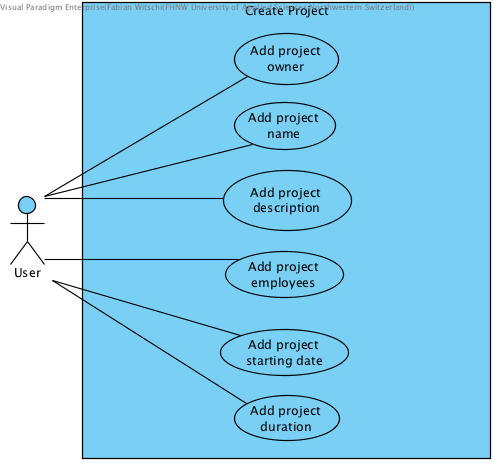 Visual Paradigm Enterprise(Fabian Witschi(FHNW University of Applied Sciences Northwestern Switzerland))
Create Project
Add project
owner
Add project
name
Add project
description
User
Add project
employees
Add project
starting date
Add project
duration